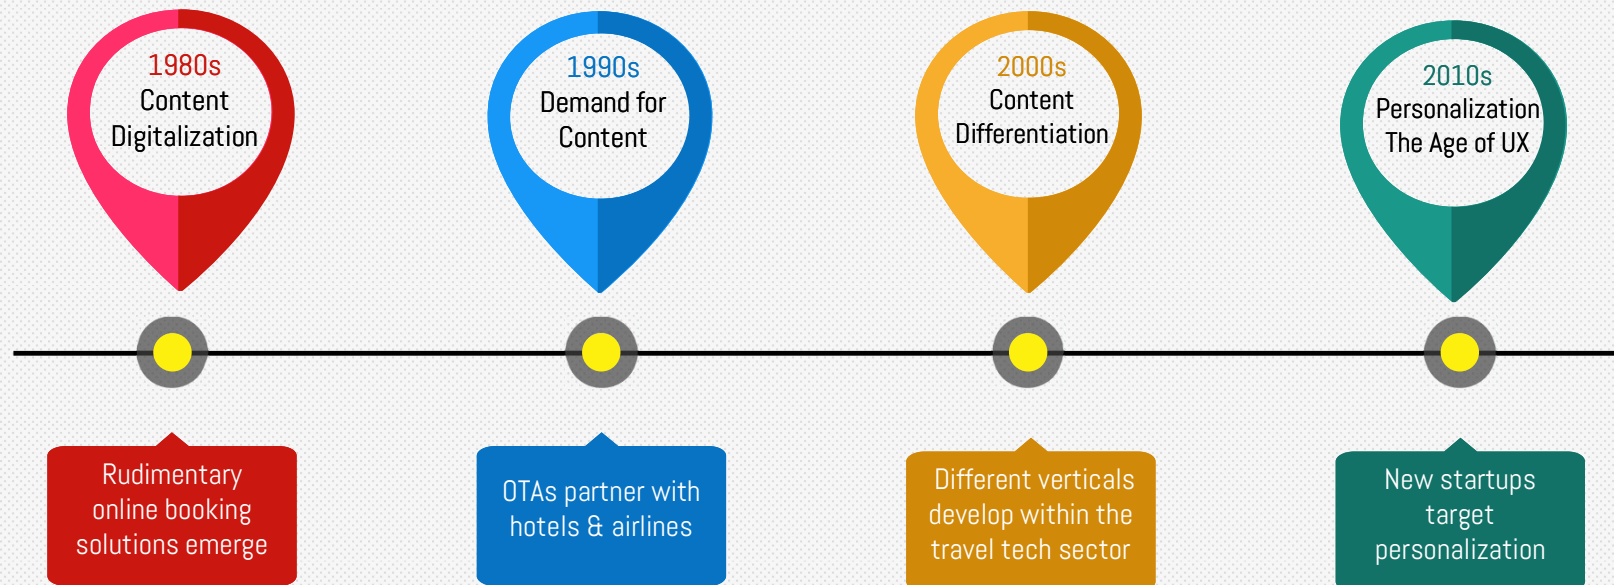 1980s
Content
Digitalization
1990s
Demand for
Content
2000s
Content
Differentiation
2010s
Personalization
The Age of UX
Rudimentary
online booking
solutions emerge
OTAs partner with
hotels & airlines
Different verticals
develop within the
travel tech sector
New startups
target
personalization